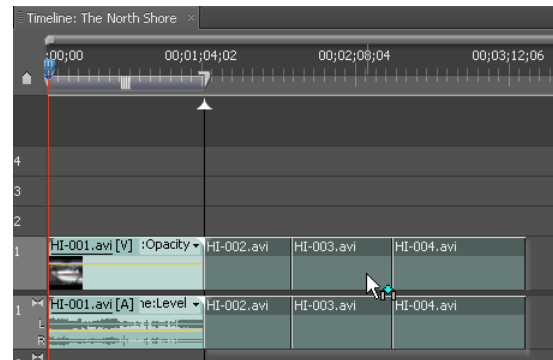 Timeline: The North Shore ×
:00;00 00;01;04;02 00;02;08;04 00;03;12;06
4
3
2
1 HI-001.avi [V] :Opacity HI-002.avi HI-003.avi HI-004.avi
1 HI-001.avi [A] ne:Level HI-002.avi HI-003.avi HI-004.avi
L
R